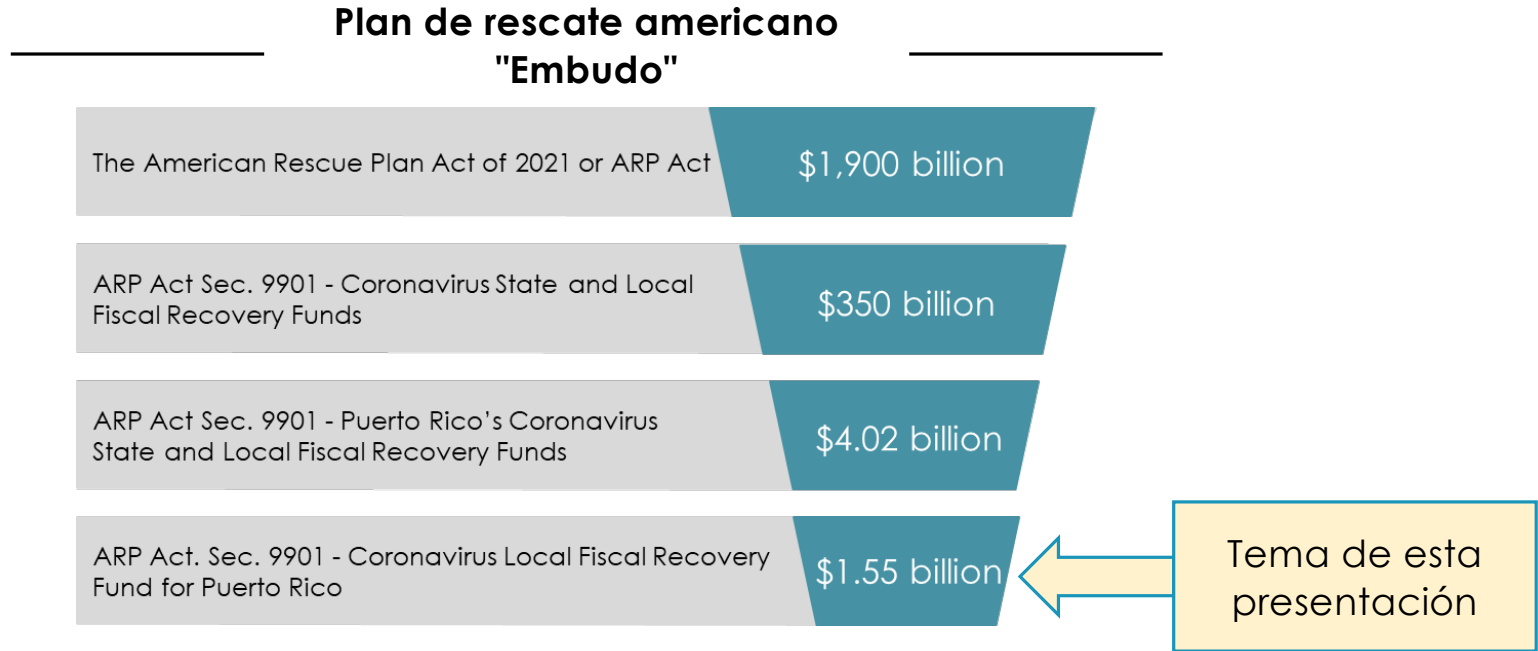 Plan de rescate americano
"Embudo"
The American Rescue Plan Act of 2021 or ARP Act
$1,900 billion
ARP Act Sec. 9901 - Coronavirus State and Local
Fiscal Recovery Funds
$350 billion
ARP Act Sec. 9901 - Puerto Rico’s Coronavirus
State and Local Fiscal Recovery Funds
$4.02 billion
ARP Act. Sec. 9901 - Coronavirus Local Fiscal Recovery
Fund for Puerto Rico
$1.55 billion
Tema de esta
presentación